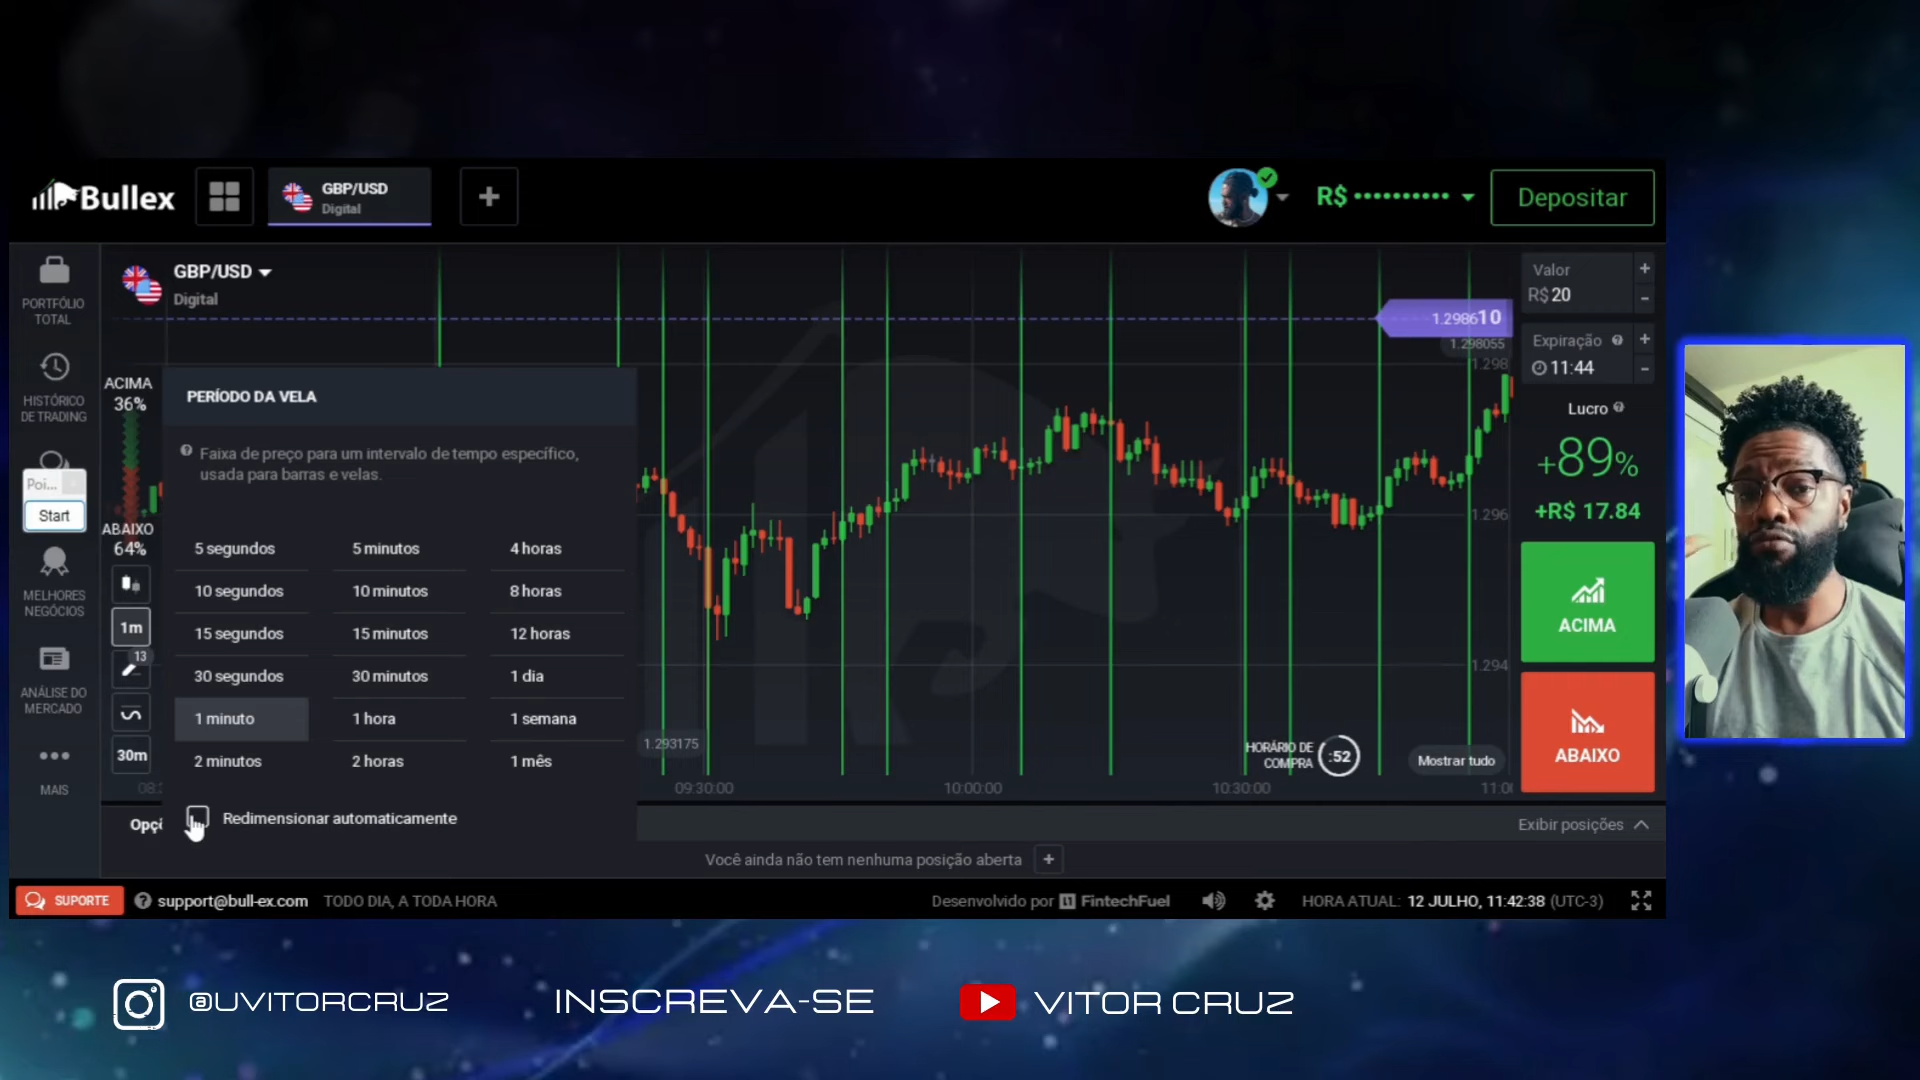 Bullex
GBP/USD
Digital
R$ ••••••••••
Depositar
PORTFÓLIO
TOTAL
HISTÓRICO
DE TRADING
Poi...
Start
MELHORES
NEGÓCIOS
ANÁLISE DO
MERCADO
MAIS
GBP/USD
Digital
ACIMA
36%
ABAIXO
64%
1m
13
30m
PERÍODO DA VELA
Faixa de preço para um intervalo de tempo específico,
usada para barras e velas.
5 segundos 5 minutos 4 horas
10 segundos 10 minutos 8 horas
15 segundos 15 minutos 12 horas
30 segundos 30 minutos 1 dia
1 minuto 1 hora 1 semana
2 minutos 2 horas 1 mês
Redimensionar automaticamente
1.298610
1.298055
1.298
1.296
1.294
1.293175
HORÁRIO DE
COMPRA
:52
Mostrar tudo
08:
09:30:00 10:00:00 10:30:00 11:0
Valor
R$ 20
Expiração
11:44
Lucro
+89%
+R$ 17.84
ACIMA
ABAIXO
Opçê
Exibir posições
Você ainda não tem nenhuma posição aberta +
SUPORTE
support@bull-ex.com TODO DIA, A TODA HORA
Desenvolvido por FintechFuel
HORA ATUAL: 12 JULHO, 11:42:38 (UTC-3)
@UVITORCRUZ
INSCREVA-SE
VITOR CRUZ